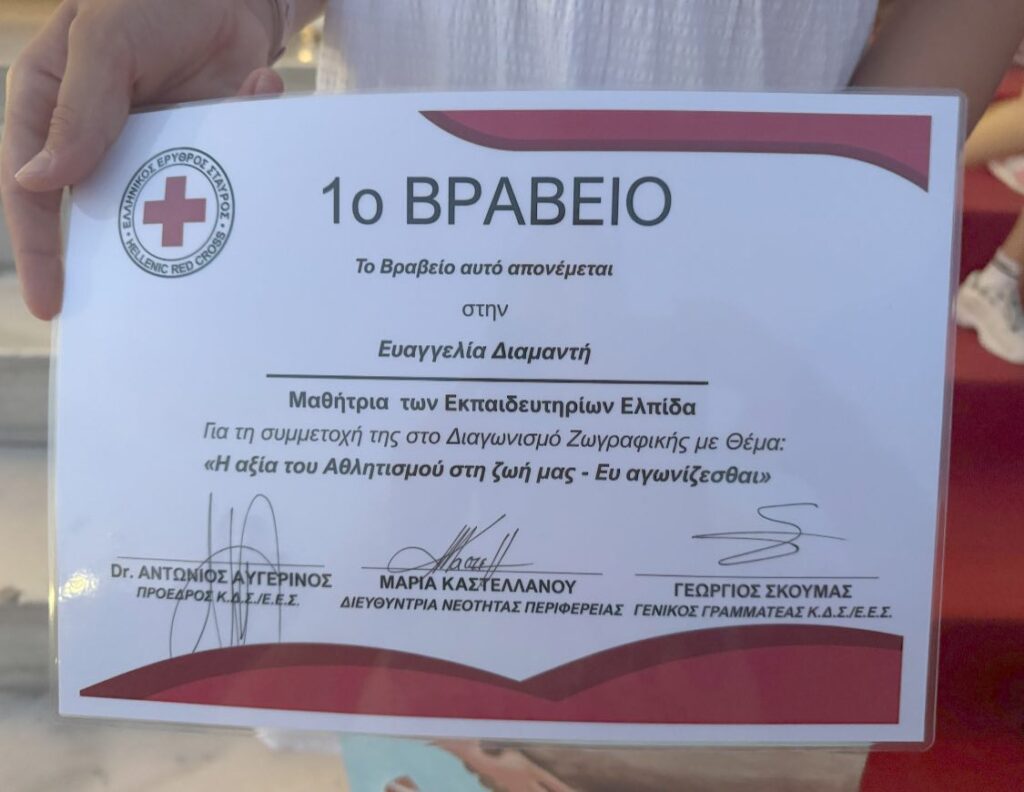 ΕΛΛΗΝΙΚΟΣ ΕΡΥΘΡΟΣ ΣΤΑΥΡΟΣ
HELLENIC RED CROSS
1ο ΒΡΑΒΕΙΟ
Το Βραβείο αυτό απονέμεται
στην
Ευαγγελία Διαμαντή
Μαθήτρια των Εκπαιδευτηρίων Ελπίδα
Για τη συμμετοχή της στο Διαγωνισμό Ζωγραφικής με Θέμα:
«Η αξία του Αθλητισμού στη ζωή μας - Ευ αγωνίζεσθαι»
Dr. ΑΝΤΩΝΙΟΣ ΑΥΓΕΡΙΝΟΣ
ΠΡΟΕΔΡΟΣ Κ.Δ.Σ./Ε.Ε.Σ.
ΜΑΡΙΑ ΚΑΣΤΕΛΛΑΝΟΥ
ΔΙΕΥΘΥΝΤΡΙΑ ΝΕΟΤΗΤΑΣ ΠΕΡΙΦΕΡΕΙΑΣ
ΓΕΩΡΓΙΟΣ ΣΚΟΥΜΑΣ
ΓΕΝΙΚΟΣ ΓΡΑΜΜΑΤΕΑΣ Κ.Δ.Σ./Ε.Ε.Σ.